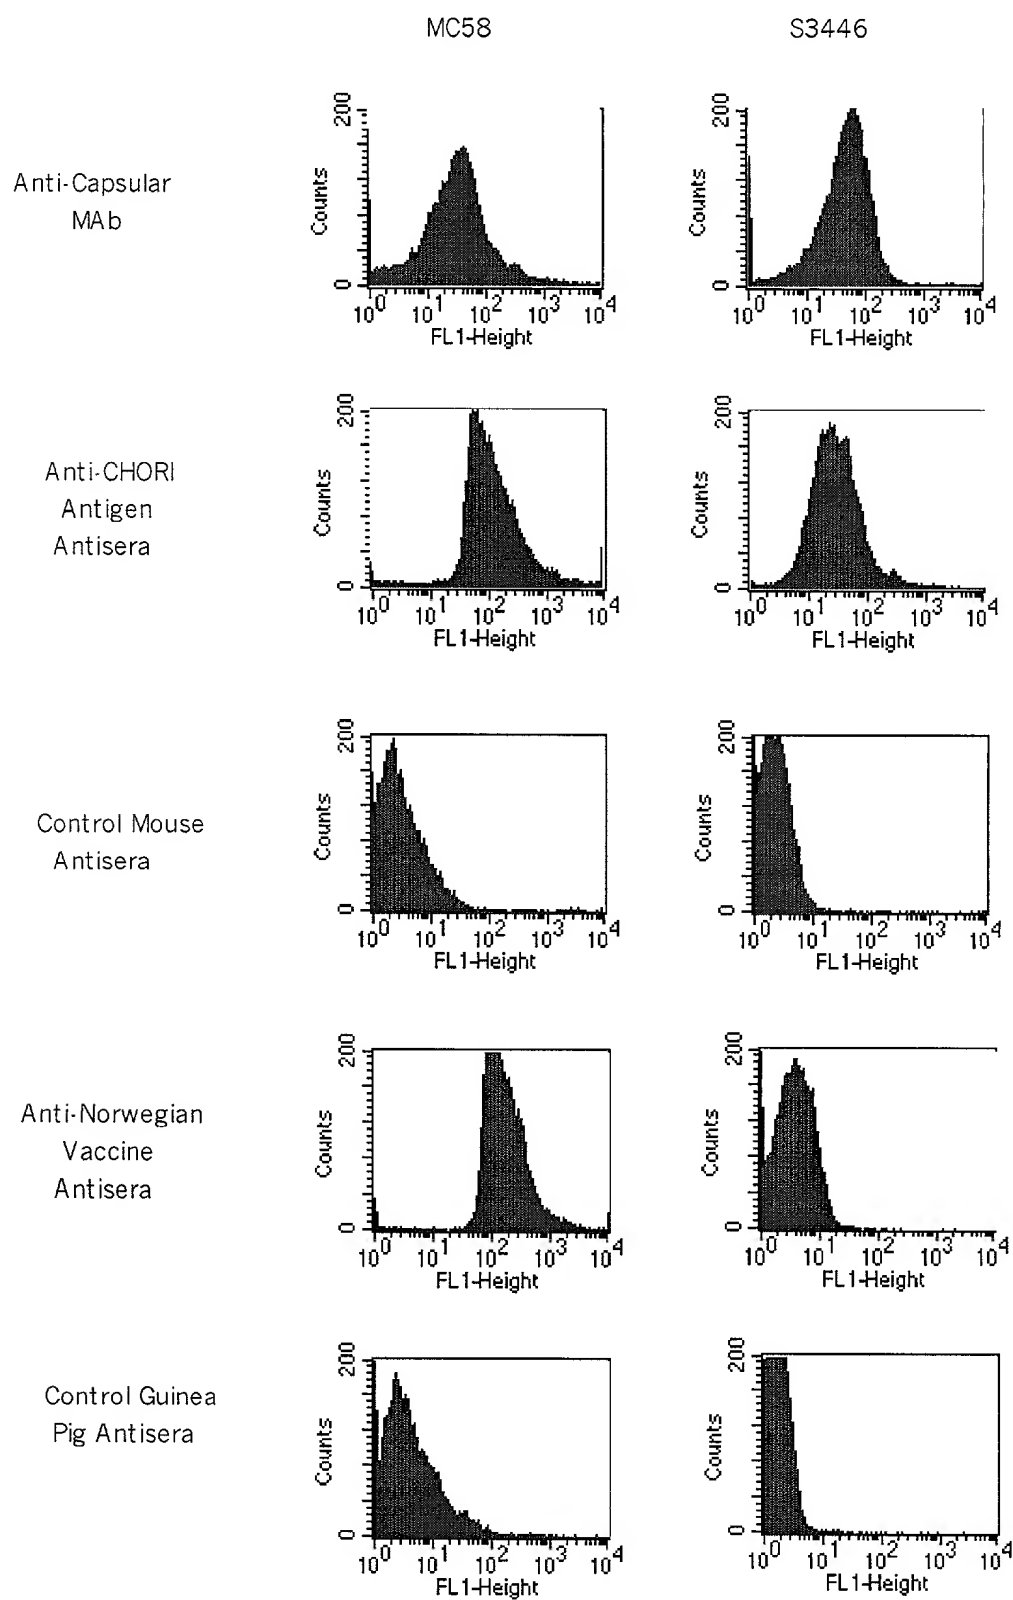 MC58 S3446
Anti-Capsular
MAb
200 Counts 0
10^0 10^1 10^2 10^3 10^4
FL1-Height
200 Counts 0
10^0 10^1 10^2 10^3 10^4
FL1-Height
Anti-CHORI
Antigen
Antisera
200 Counts 0
10^0 10^1 10^2 10^3 10^4
FL1-Height
200 Counts 0
10^0 10^1 10^2 10^3 10^4
FL1-Height
Control Mouse
Antisera
200 Counts 0
10^0 10^1 10^2 10^3 10^4
FL1-Height
200 Counts 0
10^0 10^1 10^2 10^3 10^4
FL1-Height
Anti-Norwegian
Vaccine
Antisera
200 Counts 0
10^0 10^1 10^2 10^3 10^4
FL1-Height
200 Counts 0
10^0 10^1 10^2 10^3 10^4
FL1-Height
Control Guinea
Pig Antisera
200 Counts 0
10^0 10^1 10^2 10^3 10^4
FL1-Height
200 Counts 0
10^0 10^1 10^2 10^3 10^4
FL1-Height